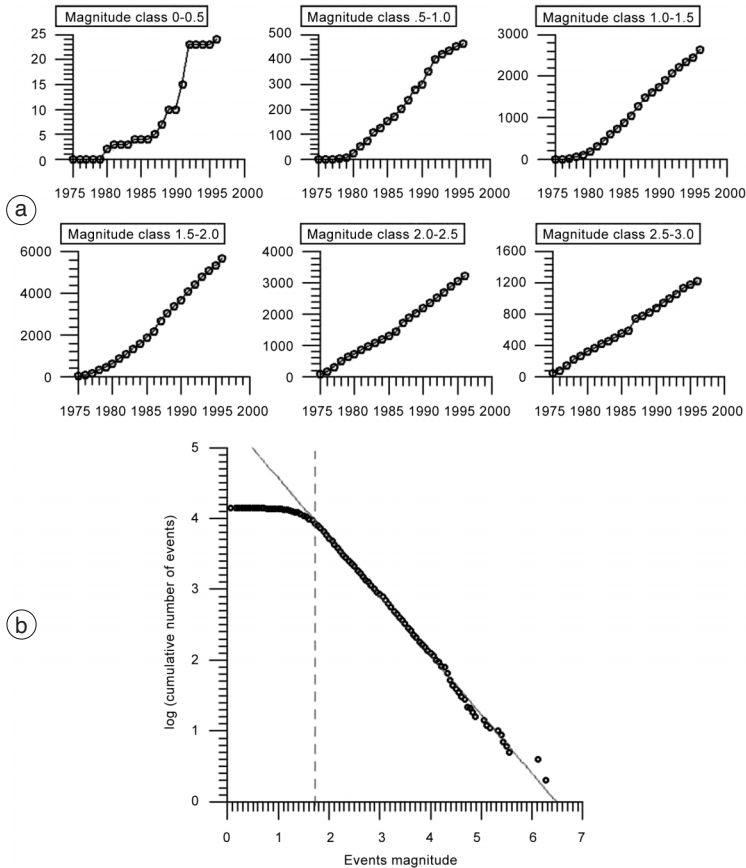 Magnitude class 0-0.5
25
20
15
10
5
0
1975 1980 1985 1990 1995 2000
Magnitude class .5-1.0
500
400
300
200
100
0
1975 1980 1985 1990 1995 2000
Magnitude class 1.0-1.5
3000
2000
1000
0
1975 1980 1985 1990 1995 2000
a
Magnitude class 1.5-2.0
6000
4000
2000
0
1975 1980 1985 1990 1995 2000
Magnitude class 2.0-2.5
4000
3000
2000
1000
0
1975 1980 1985 1990 1995 2000
Magnitude class 2.5-3.0
1600
1200
800
400
0
1975 1980 1985 1990 1995 2000
b
log (cumulative number of events)
5
4
3
2
1
0
0 1 2 3 4 5 6 7
Events magnitude